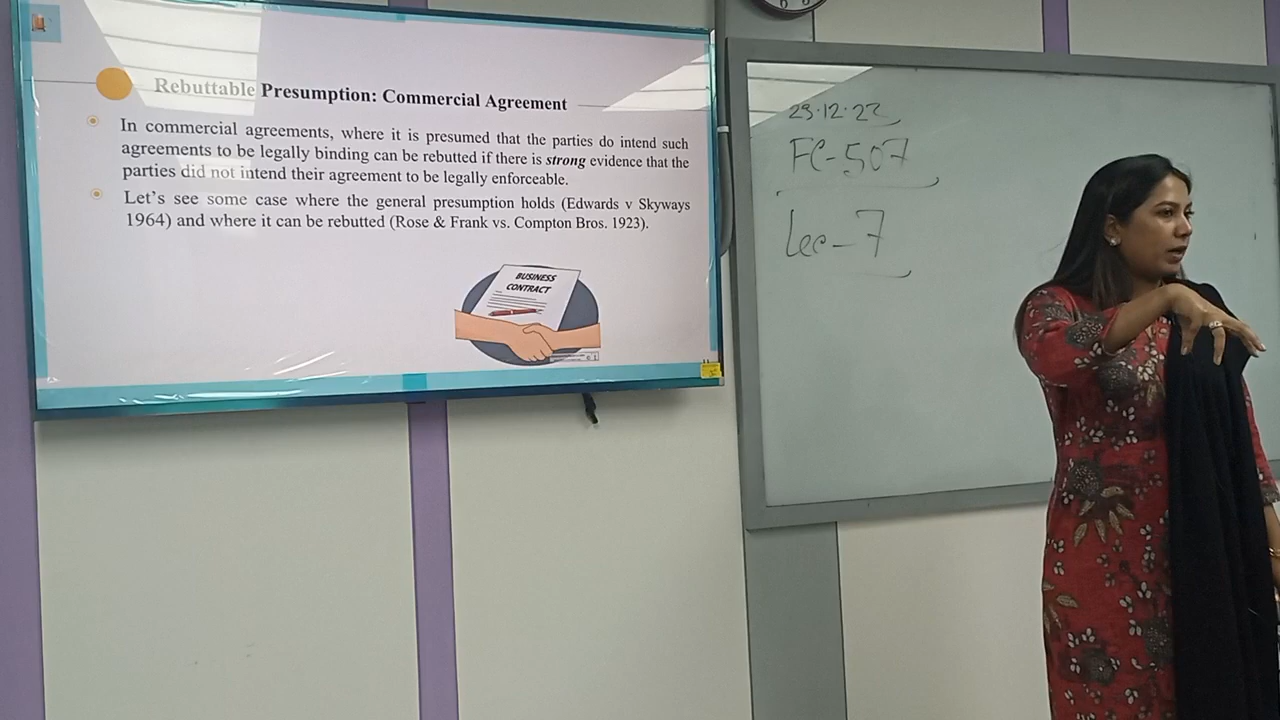 Rebuttable Presumption: Commercial Agreement
In commercial agreements, where it is presumed that the parties do intend such
agreements to be legally binding can be rebutted if there is strong evidence that the
parties did not intend their agreement to be legally enforceable.
Let's see some case where the general presumption holds (Edwards v Skyways
1964) and where it can be rebutted (Rose & Frank vs. Compton Bros. 1923).
BUSINESS
CONTRACT
29.12.22
FC-507
Lec-7